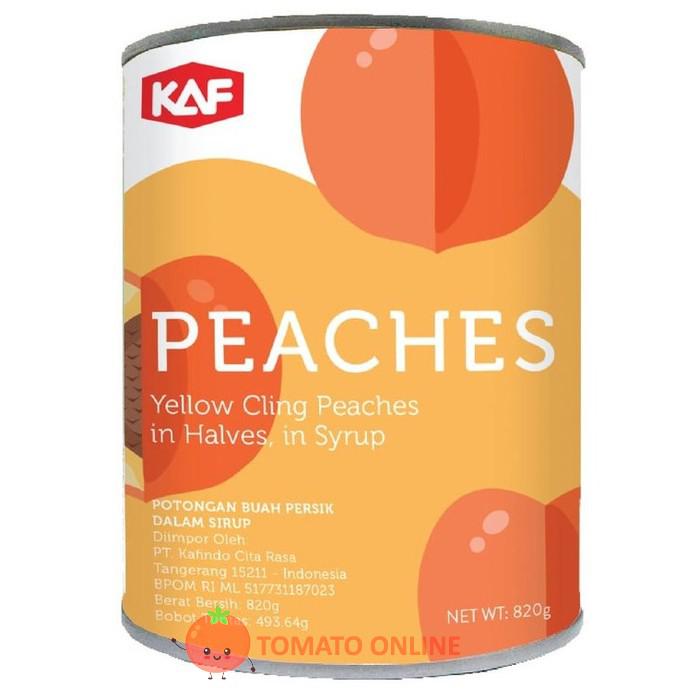 KAF
PEACHES
Yellow Cling Peaches
in Halves, in Syrup
POTONGAN BUAH PERSIK
DALAM SIRUP
Diimpor Oleh:
PT. Kafindo Cita Rasa
Tangerang 15211 - Indonesia
BPOM RI ML 517731187023
Berat Bersih: 820g
Bobot : 493.64g
NET WT: 820g
TOMATO ONLINE